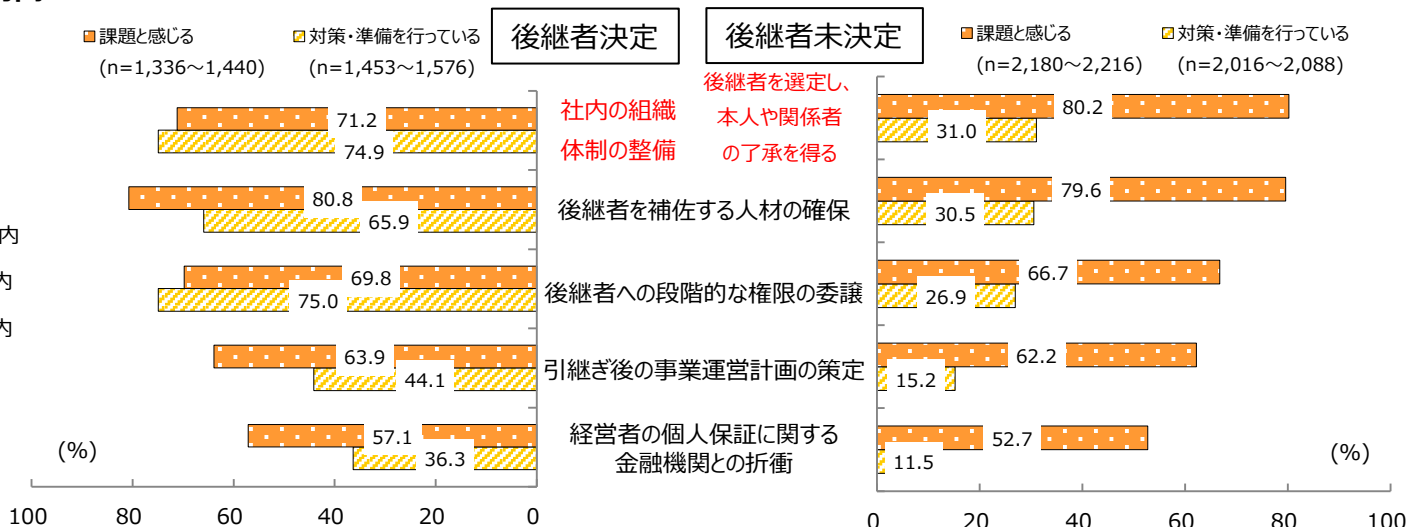 後継者決定
後継者未決定
課題と感じる
対策・準備を行っている
(n=1,336～1,440)
(n=1,453～1,576)
課題と感じる
対策・準備を行っている
(n=2,180～2,216)
(n=2,016～2,088)
社内の組織
体制の整備
後継者を選定し、
本人や関係者
の了承を得る
71.2
74.9
80.2
31.0
80.8
65.9
後継者を補佐する人材の確保
79.6
30.5
内
69.8
75.0
後継者への段階的な権限の委譲
66.7
26.9
内
内
63.9
44.1
引継ぎ後の事業運営計画の策定
62.2
15.2
57.1
36.3
経営者の個人保証に関する
金融機関との折衝
52.7
11.5
(%)
(%)
100 80 60 40 20 0
0 20 40 60 80 100